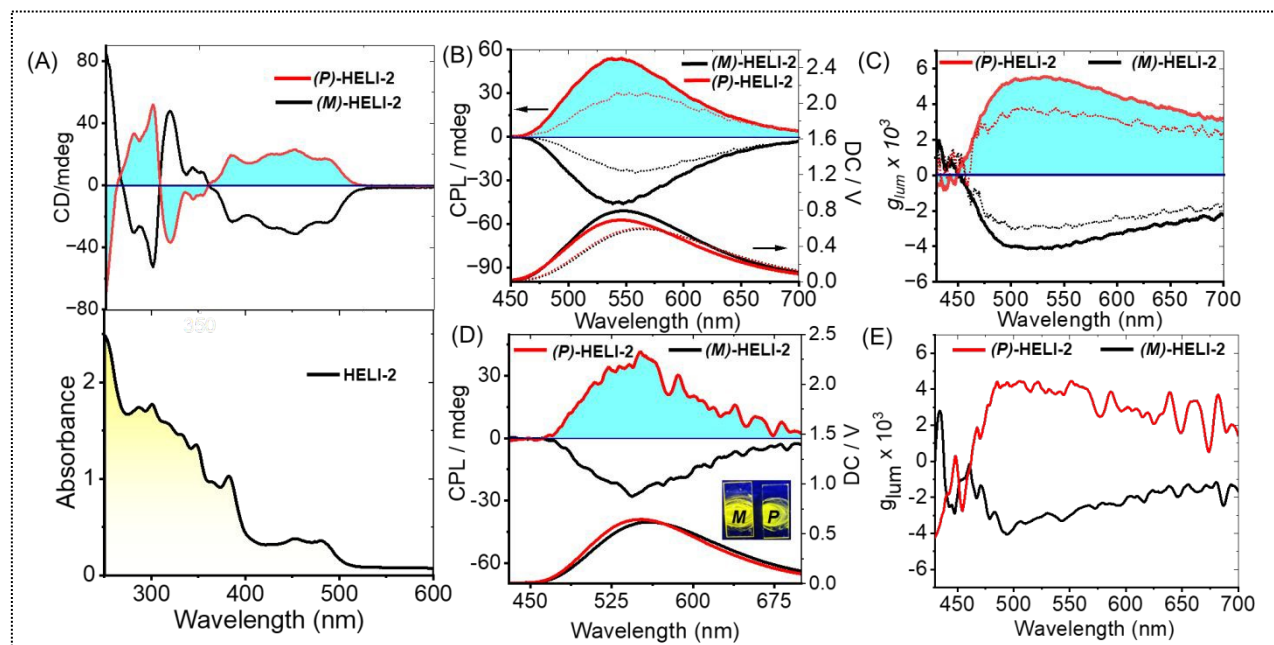 (A)
CD/mdeg
80
40
0
−40
−80
(P)-HELI-2
(M)-HELI-2
350
Absorbance
2
1
0
HELI-2
300
400
500
600
Wavelength (nm)
(B)
CPL / mdeg
60
30
0
−30
−60
−90
(M)-HELI-2
(P)-HELI-2
2.4
2.0
1.6
1.2
0.8
0.4
0.0
DC / V
450 500 550 600 650 700
Wavelength (nm)
(C)
glum x 10³
6
4
2
0
−2
−4
−6
(P)-HELI-2 (M)-HELI-2
450 500 550 600 650 700
Wavelength (nm)
(D)
CPL / mdeg
30
0
−30
−60
(P)-HELI-2 (M)-HELI-2
M P
2.5
2.0
1.5
1.0
0.5
0.0
DC / V
450 525 600 675
Wavelength (nm)
(E)
glum x 10³
6
4
2
0
-2
-4
-6
(P)-HELI-2 (M)-HELI-2
450 500 550 600 650 700
Wavelength (nm)